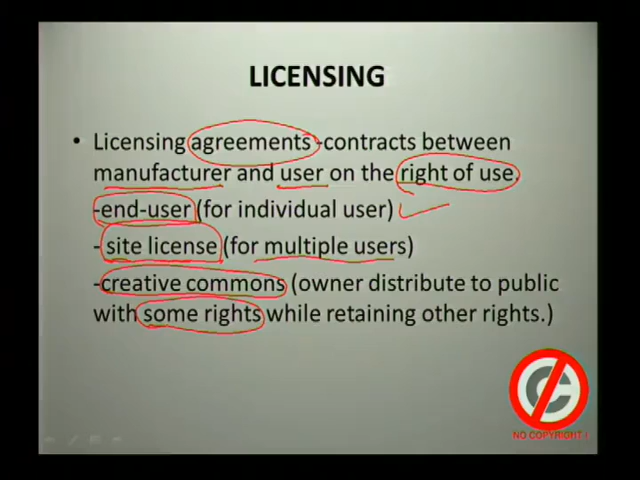 LICENSING
• Licensing agreements -contracts between
manufacturer and user on the right of use
-end-user (for individual user)
- site license (for multiple users)
-creative commons (owner distribute to public
with some rights while retaining other rights.)
NO COPYRIGHT !